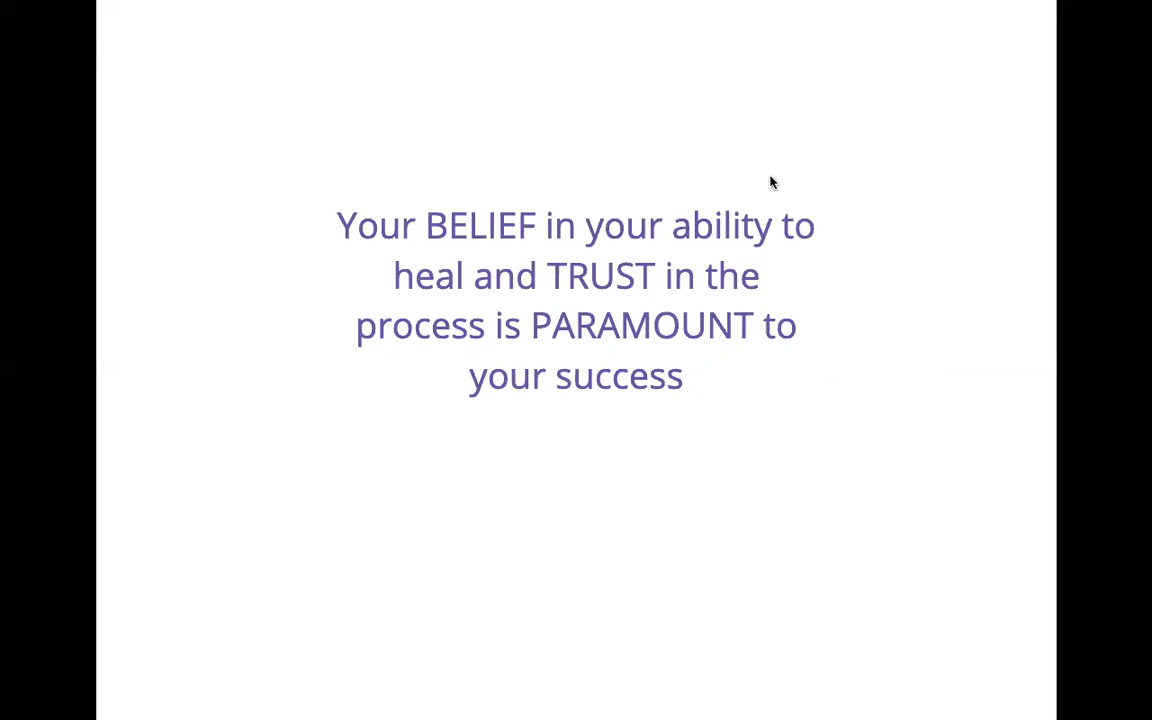 Your BELIEF in your ability to
heal and TRUST in the
process is PARAMOUNT to
your success